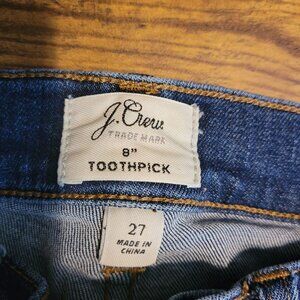 J.Crew
TRADE MARK
8"
TOOTHPICK
27
MADE IN
CHINA